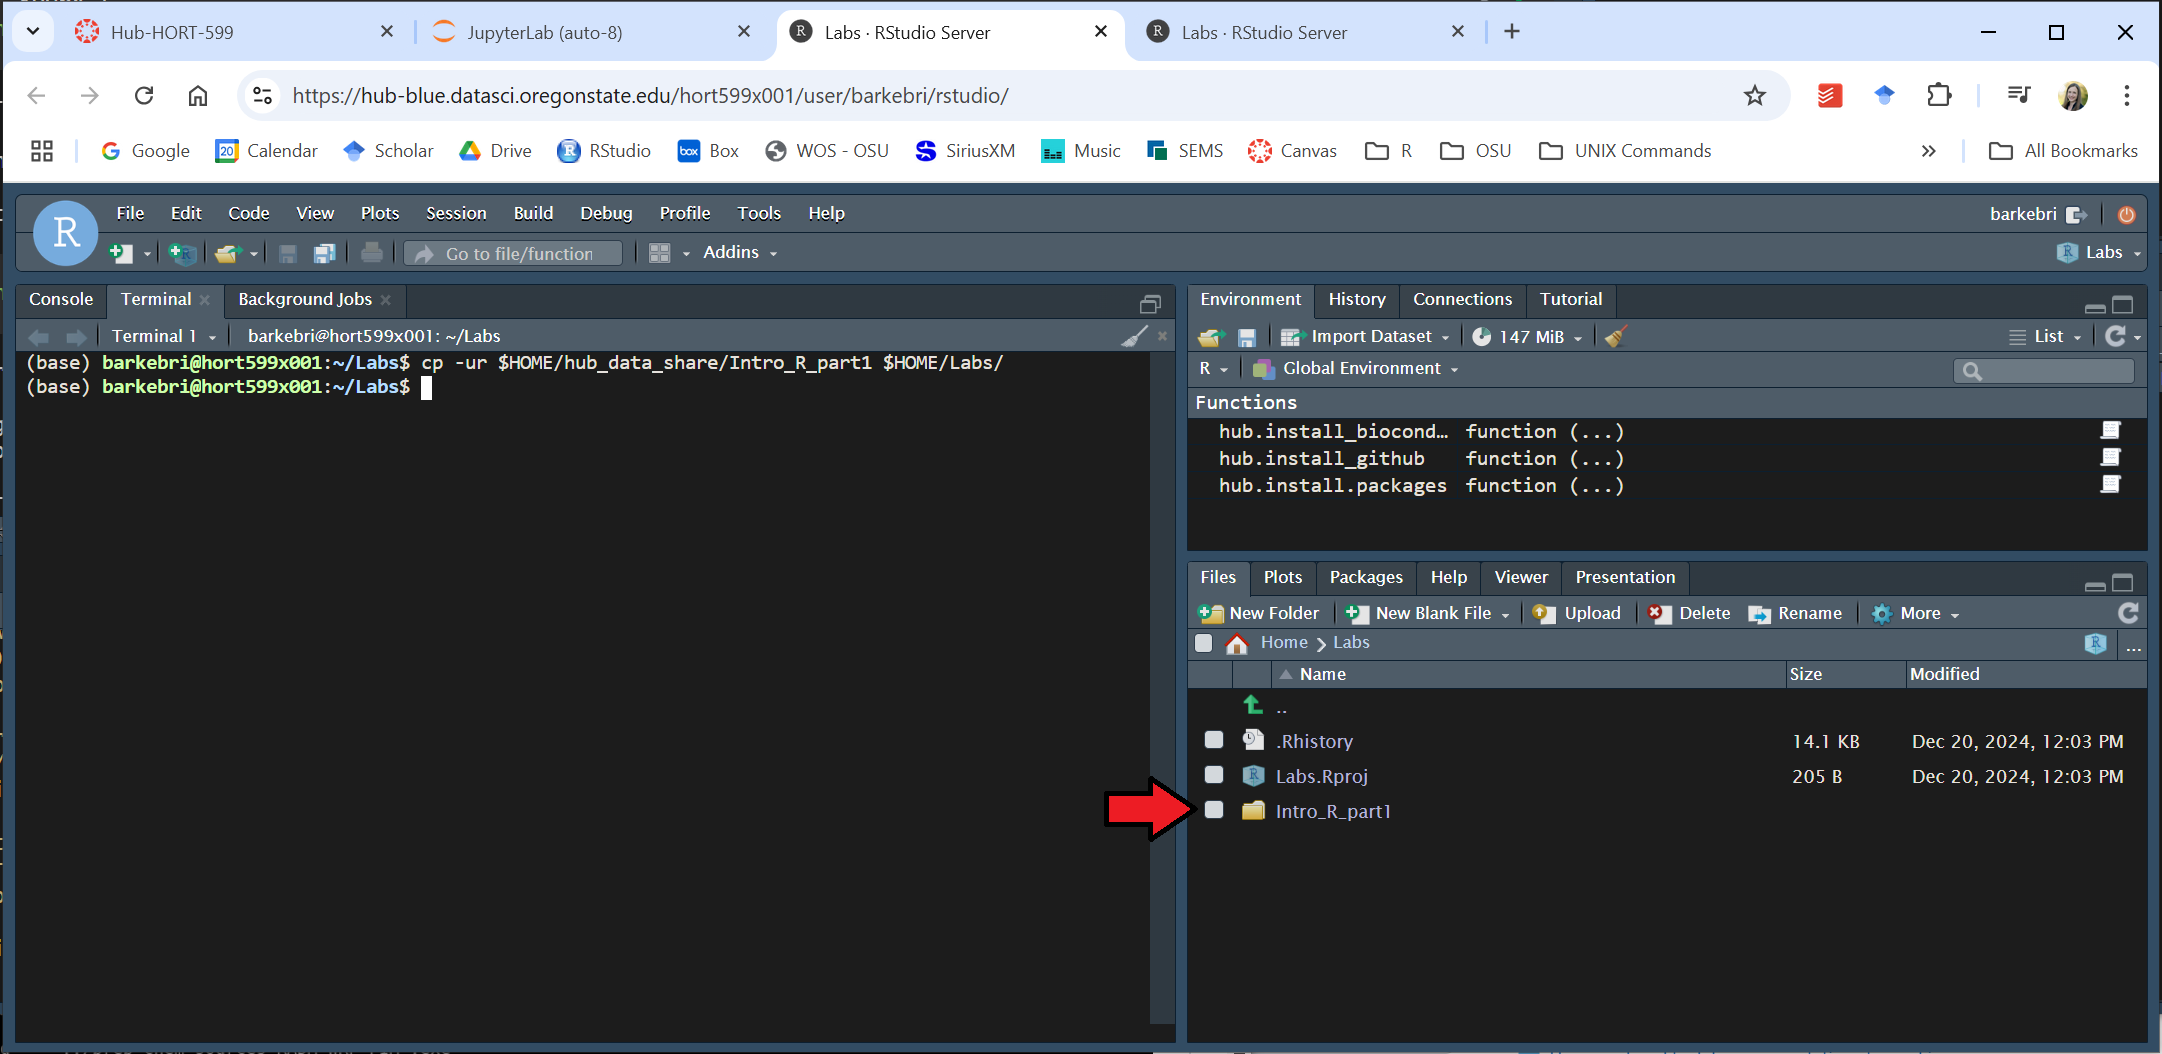 Hub-HORT-599
JupyterLab (auto-8)
Labs · RStudio Server
Labs · RStudio Server
https://hub-blue.datasci.oregonstate.edu/hort599x001/user/barkebri/rstudio/
Google
20
Calendar
Scholar
Drive
R
RStudio
box
Box
WOS - OSU
SiriusXM
Music
SEMS
Canvas
R
OSU
UNIX Commands
All Bookmarks
R
File Edit Code View Plots Session Build Debug Profile Tools Help
barkebri
Go to file/function
Addins
Labs
Console
Terminal
Background Jobs
Terminal 1
barkebri@hort599x001: ~/Labs
(base) barkebri@hort599x001:~/Labs$ cp -ur $HOME/hub_data_share/Intro_R_part1 $HOME/Labs/
(base) barkebri@hort599x001:~/Labs$
Environment History Connections Tutorial
Import Dataset
147 MiB
List
R
Global Environment
Functions
hub.install_biocond… function (...)
hub.install_github function (...)
hub.install.packages function (...)
Files Plots Packages Help Viewer Presentation
New Folder
New Blank File
Upload
Delete
Rename
More
Home
Labs
...
Name Size Modified
..
.Rhistory 14.1 KB Dec 20, 2024, 12:03 PM
Labs.Rproj 205 B Dec 20, 2024, 12:03 PM
Intro_R_part1